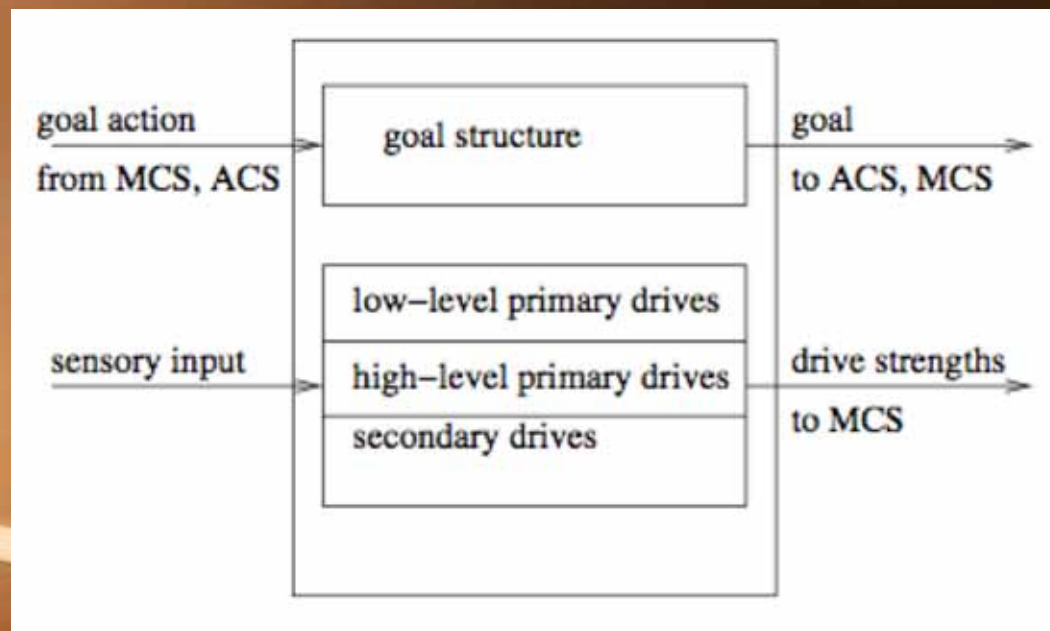 goal action
from MCS, ACS
goal structure
goal
to ACS, MCS
low–level primary drives
sensory input
high–level primary drives
drive strengths
to MCS
secondary drives